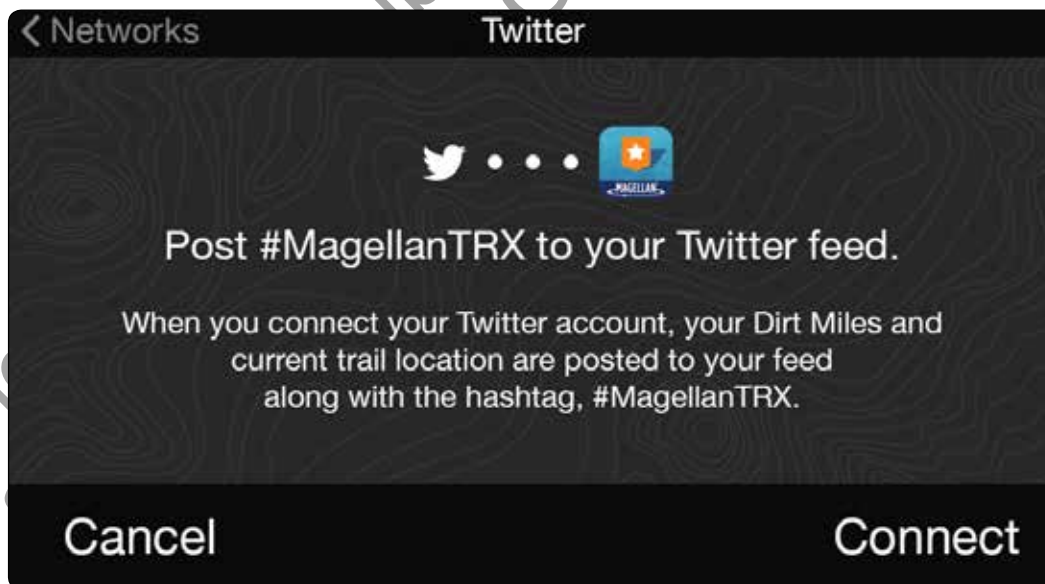 Networks
Twitter
MAGELLAN
Post #MagellanTRX to your Twitter feed.
When you connect your Twitter account, your Dirt Miles and
current trail location are posted to your feed
along with the hashtag, #MagellanTRX.
Cancel
Connect